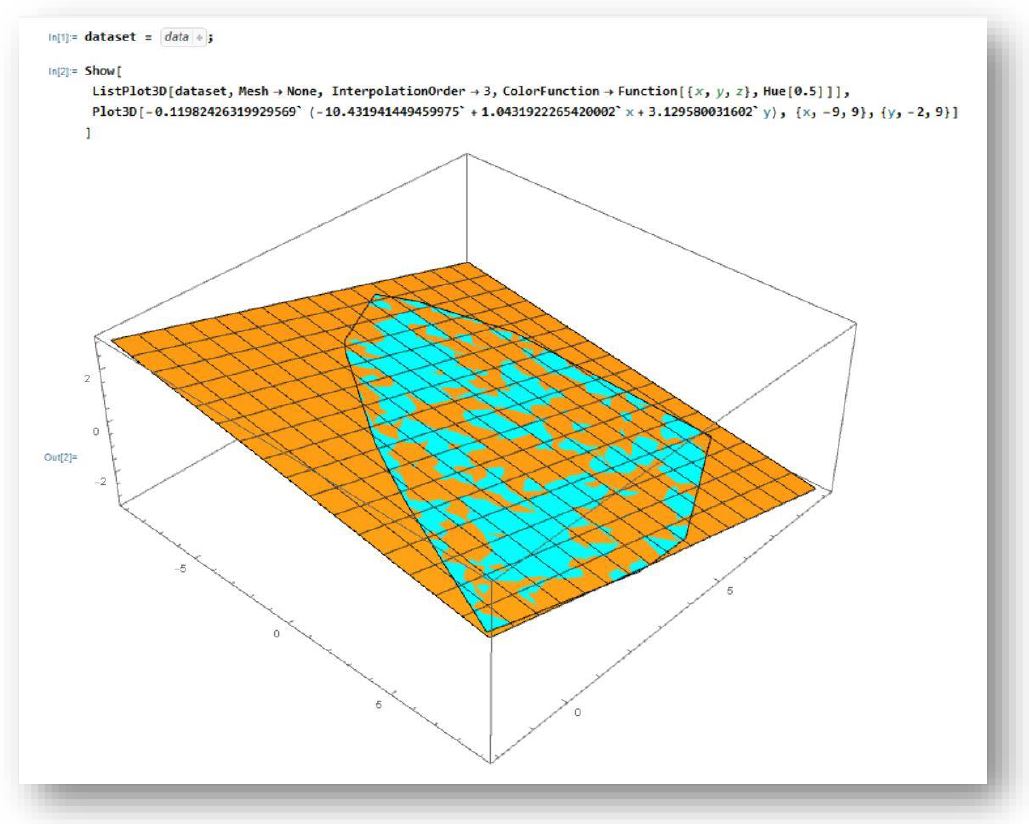 In[1]:= dataset = data + ;
In[2]:= Show[
ListPlot3D[dataset, Mesh → None, InterpolationOrder → 3, ColorFunction → Function[{x, y, z}, Hue[0.5]]],
Plot3D[-0.11982426319929569` (-10.431941449459975` + 1.0431922265420002` x + 3.129580031602` y), {x, -9, 9}, {y, -2, 9}]
]
2
0
Out[2]=
-2
-5
0
5
5
0